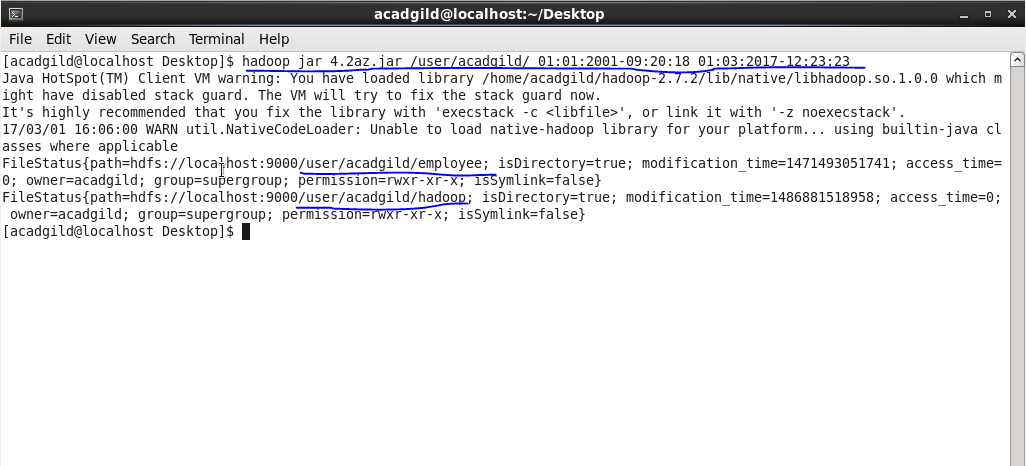 acadgild@localhost:~/Desktop
File Edit View Search Terminal Help
[acadgild@localhost Desktop]$ hadoop jar 4.2az.jar /user/acadgild/ 01:01:2001-09:20:18 01:03:2017-12:23:23
Java HotSpot(TM) Client VM warning: You have loaded library /home/acadgild/hadoop-2.7.2/lib/native/libhadoop.so.1.0.0 which m
ight have disabled stack guard. The VM will try to fix the stack guard now.
It's highly recommended that you fix the library with 'execstack -c <libfile>', or link it with '-z noexecstack'.
17/03/01 16:06:00 WARN util.NativeCodeLoader: Unable to load native-hadoop library for your platform... using builtin-java cl
asses where applicable
FileStatus{path=hdfs://localhost:9000/user/acadgild/employee; isDirectory=true; modification_time=1471493051741; access_time=
0; owner=acadgild; group=supergroup; permission=rwxr-xr-x; isSymlink=false}
FileStatus{path=hdfs://localhost:9000/user/acadgild/hadoop; isDirectory=true; modification_time=1486881518958; access_time=0;
 owner=acadgild; group=supergroup; permission=rwxr-xr-x; isSymlink=false}
[acadgild@localhost Desktop]$